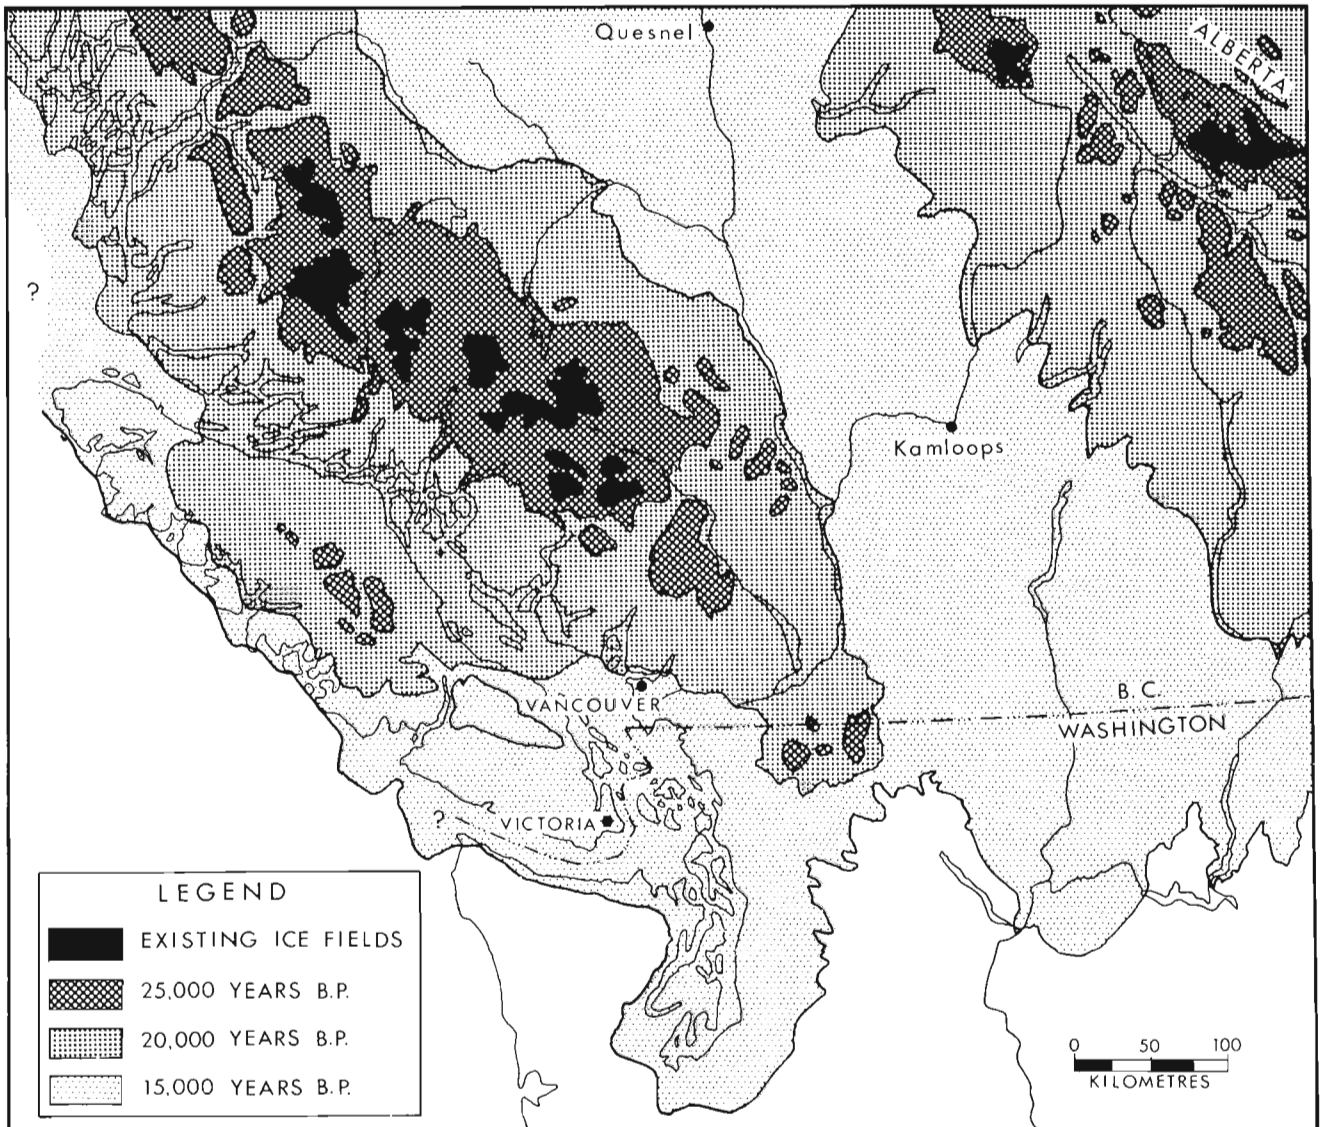 Quesnel
ALBERTA
?
Kamloops
B.C.
VANCOUVER
WASHINGTON
?
VICTORIA
LEGEND
EXISTING ICE FIELDS
25,000 YEARS B.P.
20,000 YEARS B.P.
15,000 YEARS B.P.
0 50 100
KILOMETRES